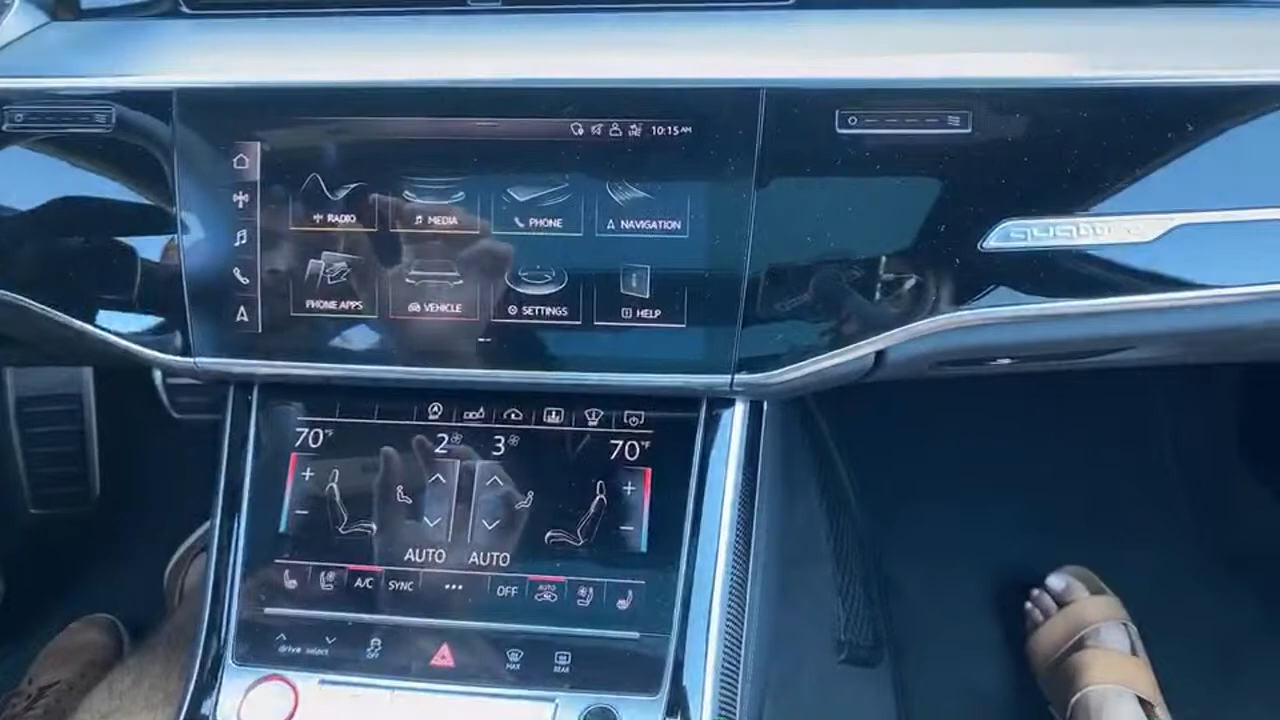 10:15 AM
RADIO MEDIA PHONE NAVIGATION
quattro
PHONE APPS VEHICLE SETTINGS HELP
70°F 2 3 70°F
AUTO AUTO
A/C SYNC ... OFF AUTO
drive select OFF MAX REAR